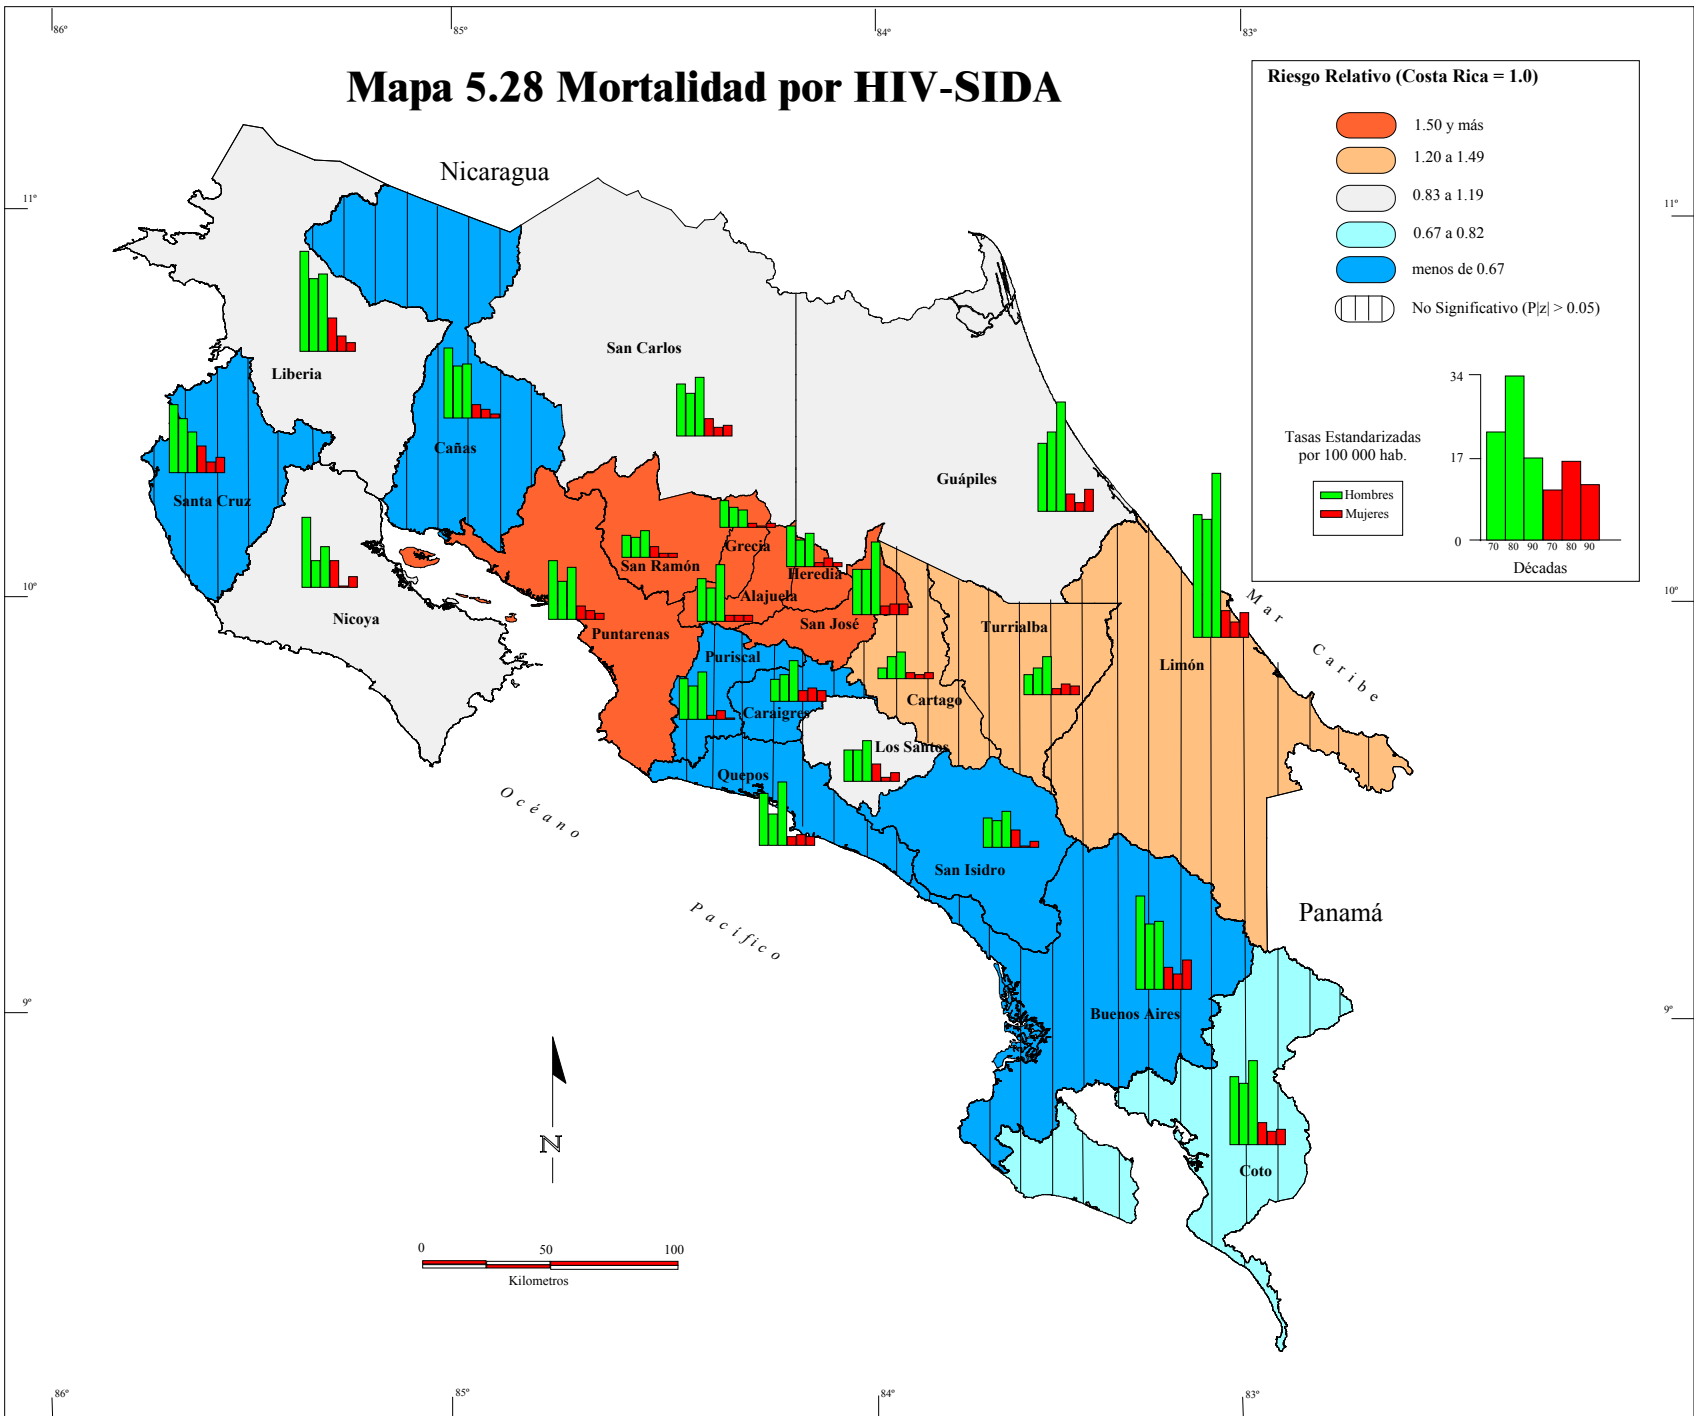 86°
85°
84°
83°
Mapa 5.28 Mortalidad por HIV-SIDA
Riesgo Relativo (Costa Rica = 1.0)
1.50 y más
1.20 a 1.49
0.83 a 1.19
0.67 a 0.82
menos de 0.67
No Significativo (P|z| > 0.05)
34
17
0
Tasas Estandarizadas
por 100 000 hab.
Hombres
Mujeres
70 80 90 70 80 90
Décadas
Nicaragua
11°
11°
San Carlos
Liberia
Cañas
Guápiles
Santa Cruz
Grecia
San Ramón
Heredia
Alajuela
10°
10°
Mar Caribe
Nicoya
San José
Turrialba
Puntarenas
Puriscal
Limón
Cartago
Caraigres
Los Santos
Quepos
Océano
San Isidro
Pacífico
Panamá
9°
9°
Buenos Aires
N
Coto
0 50 100
Kilometros
86°
85°
84°
83°